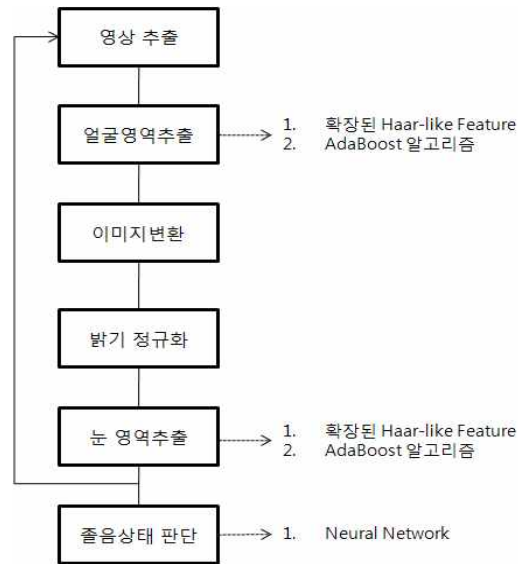 영상 추출
얼굴영역추출
1. 확장된 Haar-like Feature
2. AdaBoost 알고리즘
이미지변환
밝기 정규화
눈 영역추출
1. 확장된 Haar-like Feature
2. AdaBoost 알고리즘
졸음상태 판단
1. Neural Network